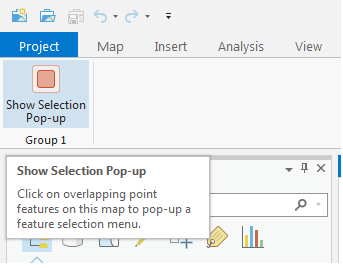 Project Map Insert Analysis View
Show Selection
Pop-up
Group 1
Show Selection Pop-up
Click on overlapping point
features on this map to pop-up a
feature selection menu.